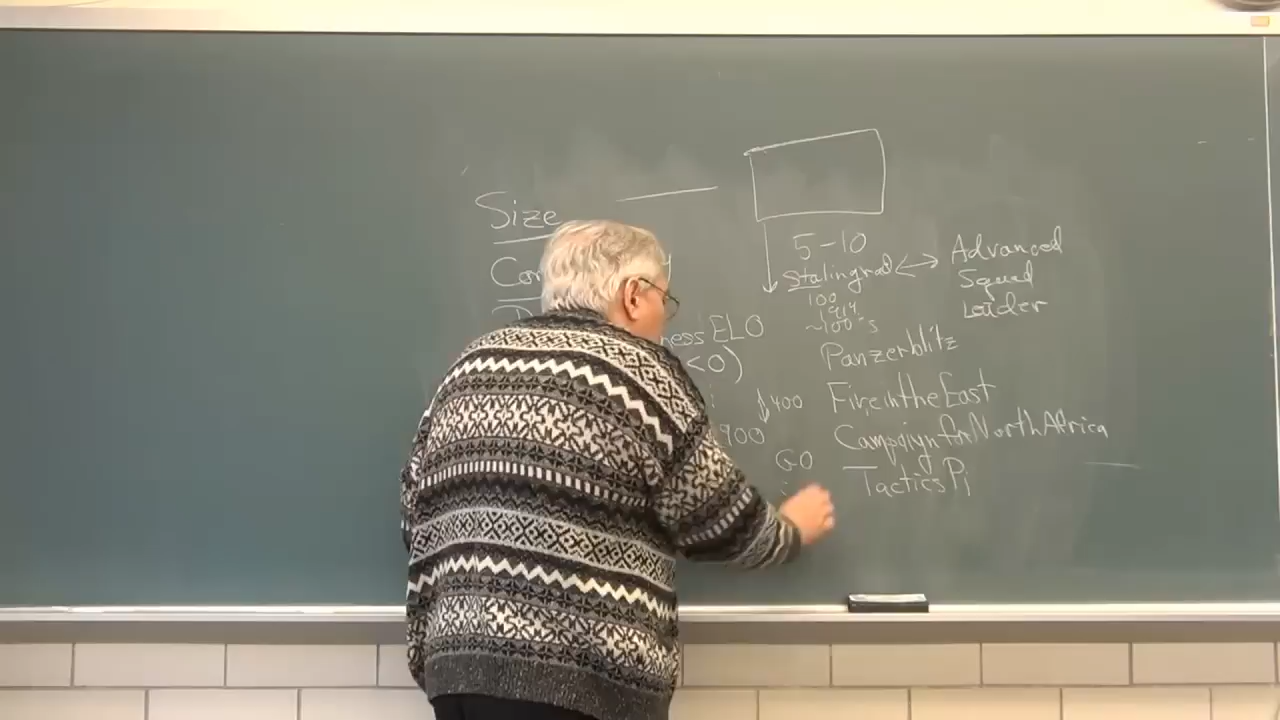 Size
5-10
Stalingrad ↔ Advanced
Squad
Leader
100
1914
~100's
ELO
Panzerblitz
<0)
$400 Fire in the East
900 Campaign for North Africa
GO
Tactics Pi